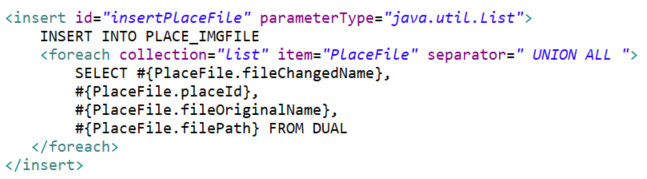 <insert id="insertPlaceFile" parameterType="java.util.List">
    INSERT INTO PLACE_IMGFILE
    <foreach collection="list" item="PlaceFile" separator=" UNION ALL ">
        SELECT #{PlaceFile.fileChangedName},
        #{PlaceFile.placeId},
        #{PlaceFile.fileOriginalName},
        #{PlaceFile.filePath} FROM DUAL
    </foreach>
</insert>